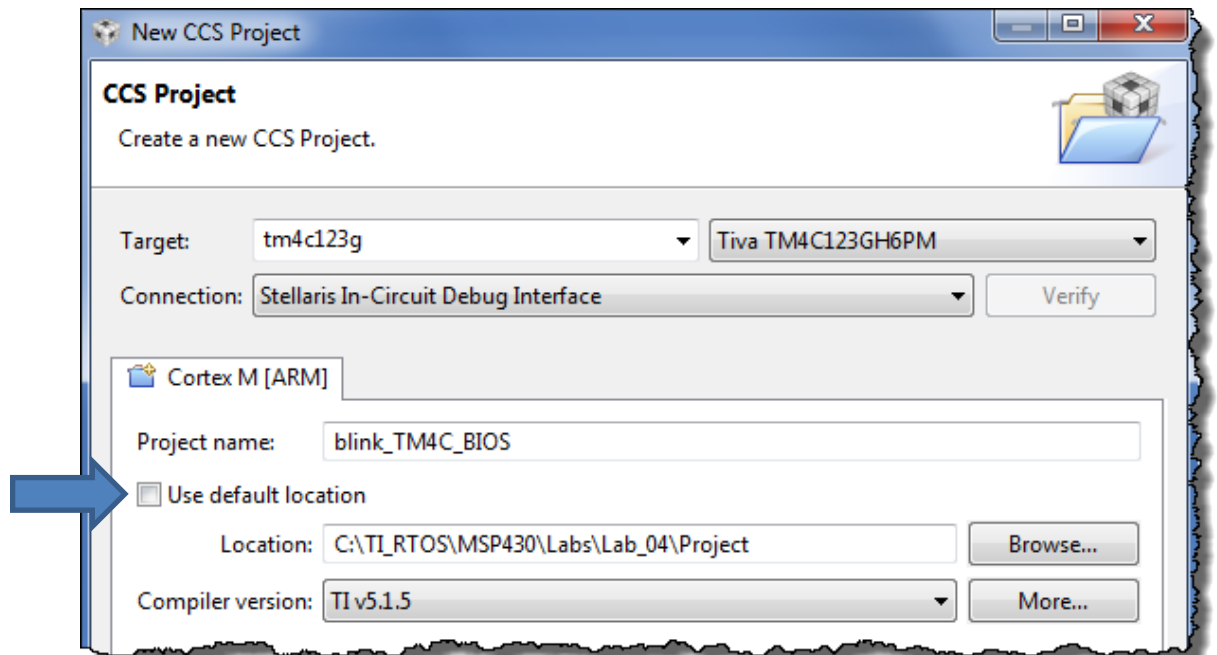 New CCS Project
CCS Project
Create a new CCS Project.
Target: tm4c123g Tiva TM4C123GH6PM
Connection: Stellaris In-Circuit Debug Interface Verify
Cortex M [ARM]
Project name: blink_TM4C_BIOS
Use default location
Location: C:\TI_RTOS\MSP430\Labs\Lab_04\Project Browse...
Compiler version: TI v5.1.5 More...